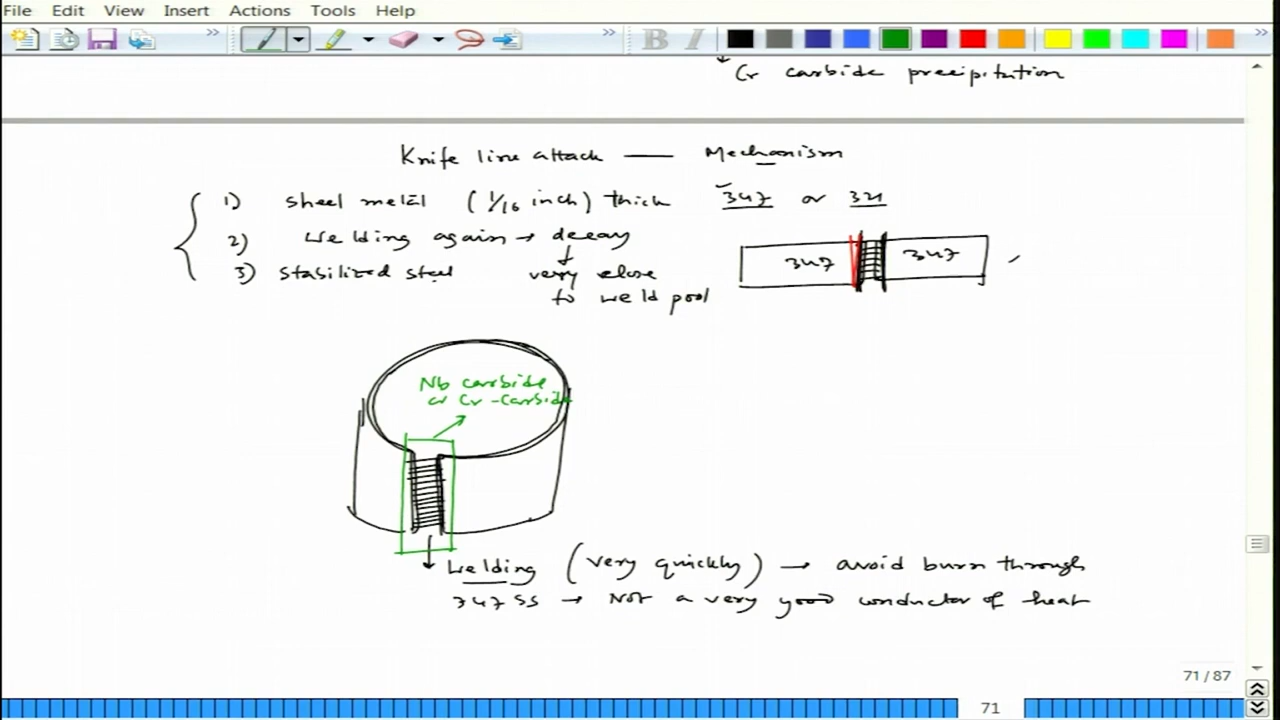 File Edit View Insert Actions Tools Help
Cr carbide precipitation
Knife line attack — Mechanism
1) sheet metal (1/16 inch) thick 347 or 321
2) Welding again → decay
3) stabilized steel very close
to weld pool
347 347
Nb carbide
or Cr-Carbide
Welding (very quickly) → avoid burn through
347 SS → Not a very good conductor of heat
71 / 87
71